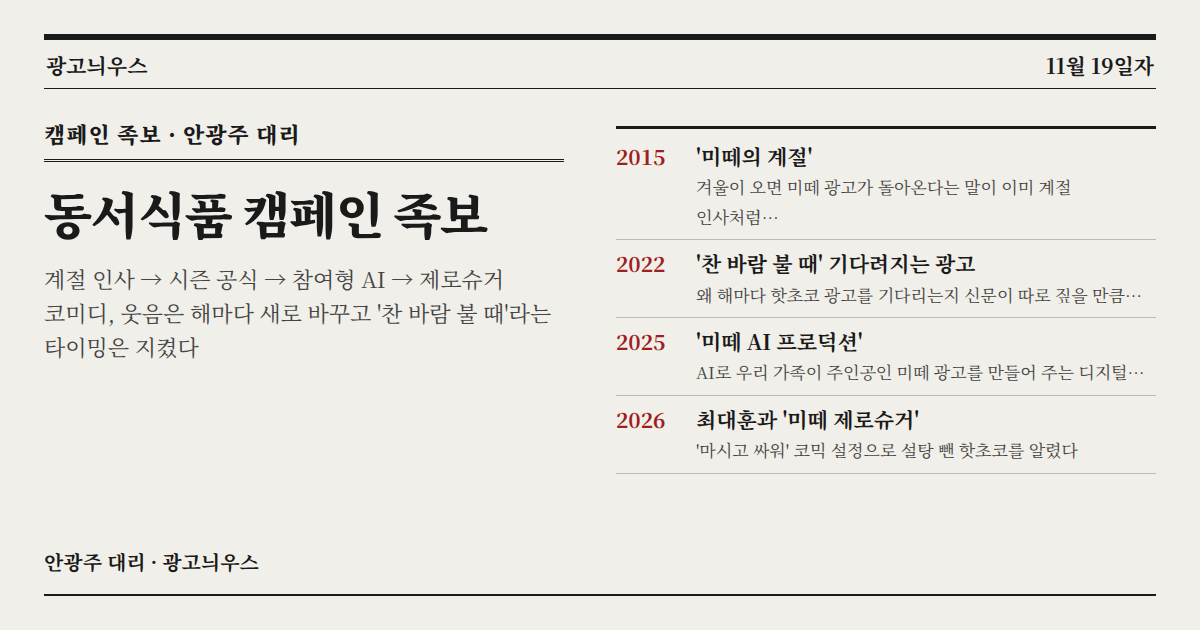 광고늬우스
11월 19일자
캠페인 족보 · 안광주 대리
동서식품 캠페인 족보
계절 인사 → 시즌 공식 → 참여형 AI → 제로슈거
코미디, 웃음은 해마다 새로 바꾸고 '찬 바람 불 때'라는
타이밍은 지켰다
2015 '미떼의 계절'
겨울이 오면 미떼 광고가 돌아온다는 말이 이미 계절
인사처럼…
2022 '찬 바람 불 때' 기다려지는 광고
왜 해마다 핫초코 광고를 기다리는지 신문이 따로 짚을 만큼…
2025 '미떼 AI 프로덕션'
AI로 우리 가족이 주인공인 미떼 광고를 만들어 주는 디지털…
2026 최대훈과 '미떼 제로슈거'
'마시고 싸워' 코믹 설정으로 설탕 뺀 핫초코를 알렸다
안광주 대리 · 광고늬우스